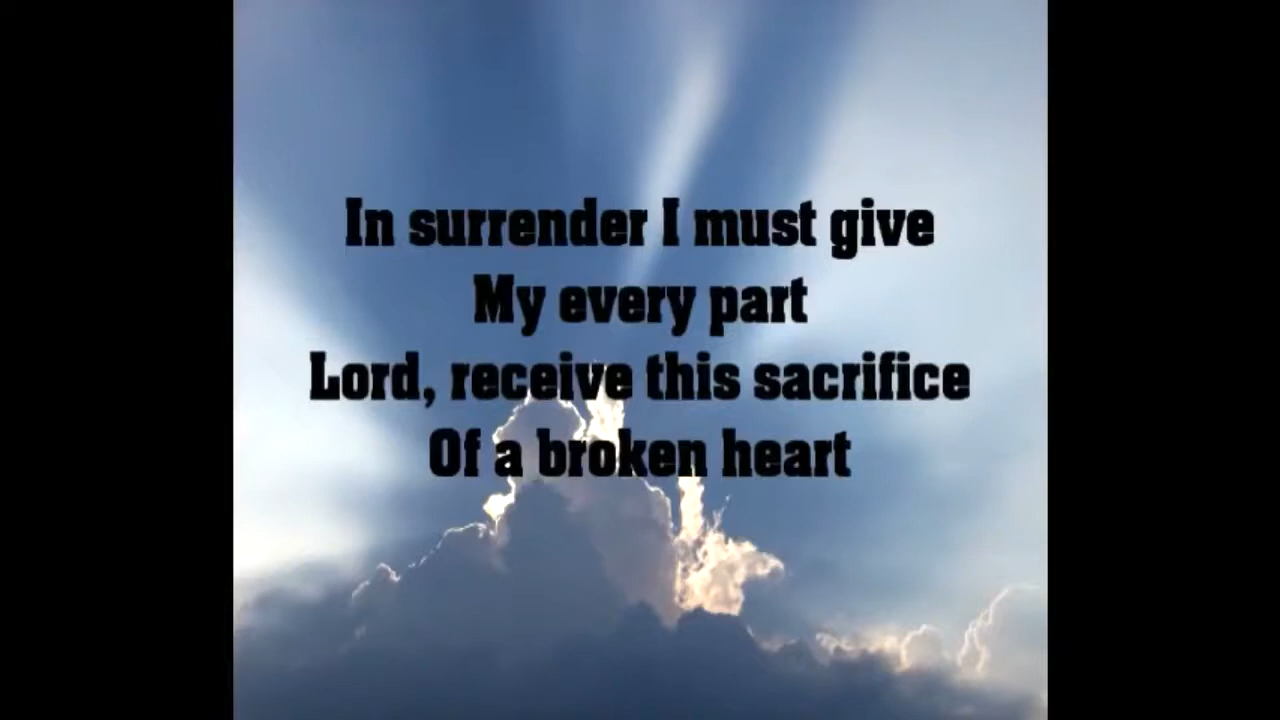 In surrender I must give
My every part
Lord, receive this sacrifice
Of a broken heart